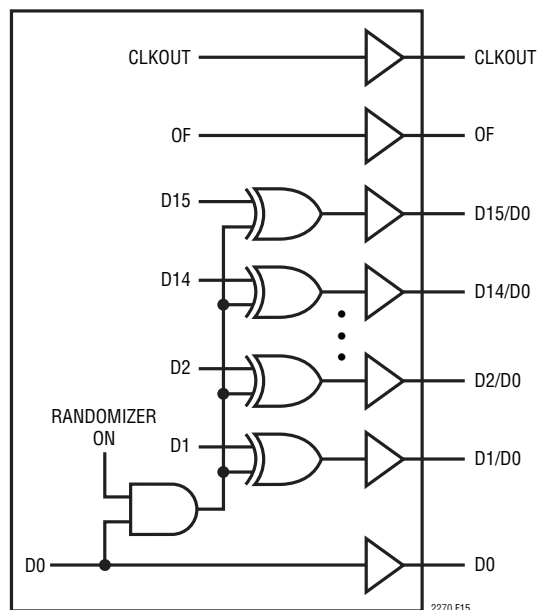 CLKOUT
CLKOUT
OF
OF
D15
D15/D0
D14
D14/D0
D2
D2/D0
RANDOMIZER
ON
D1
D1/D0
D0
D0
2270 F15